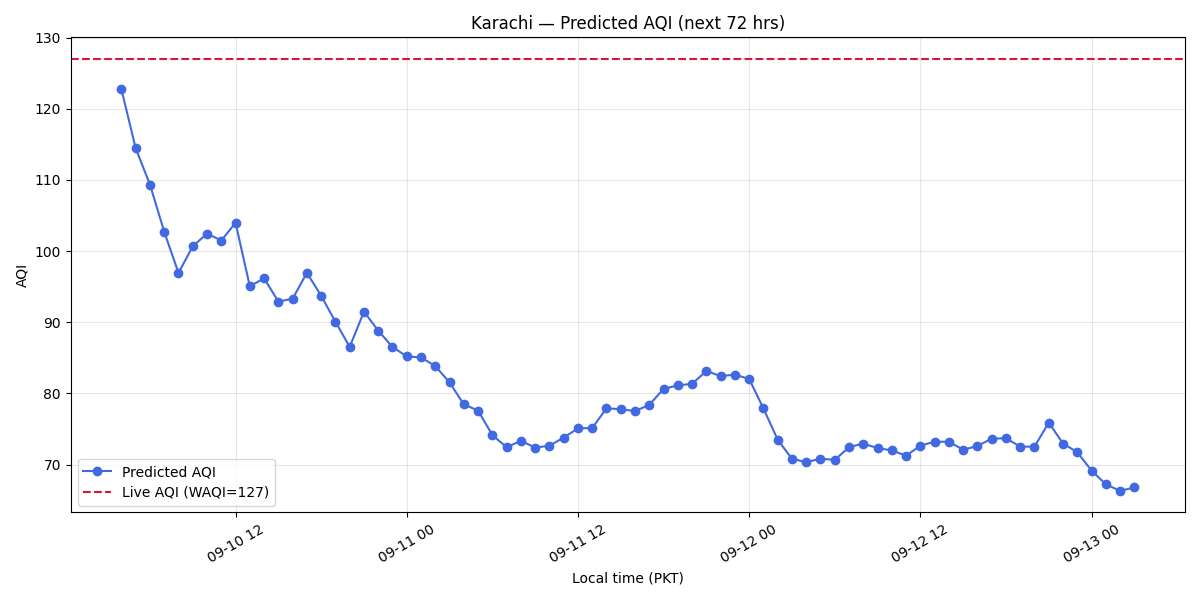 Karachi — Predicted AQI (next 72 hrs)
130
120
110
100
90
80
70
AQI
Predicted AQI
Live AQI (WAQI=127)
09-10 12
09-11 00
09-11 12
09-12 00
09-12 12
09-13 00
Local time (PKT)